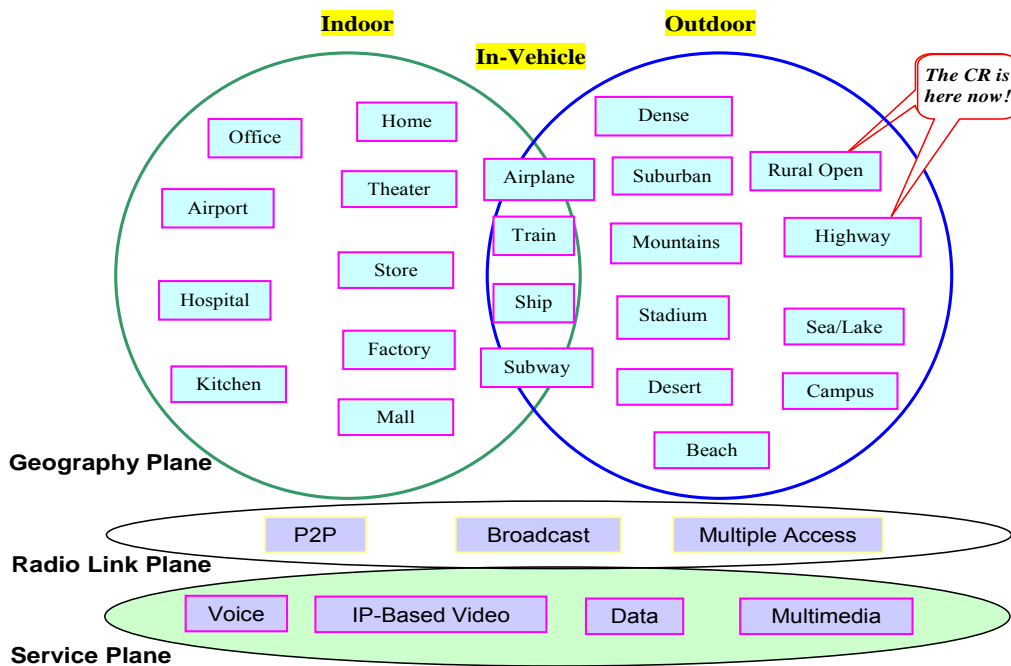 Indoor
Outdoor
In-Vehicle
The CR is
here now!
Office
Home
Airport
Theater
Hospital
Store
Factory
Kitchen
Mall
Airplane
Train
Ship
Subway
Dense
Suburban
Rural Open
Mountains
Highway
Stadium
Sea/Lake
Desert
Campus
Beach
Geography Plane
P2P
Broadcast
Multiple Access
Radio Link Plane
Voice
IP-Based Video
Data
Multimedia
Service Plane